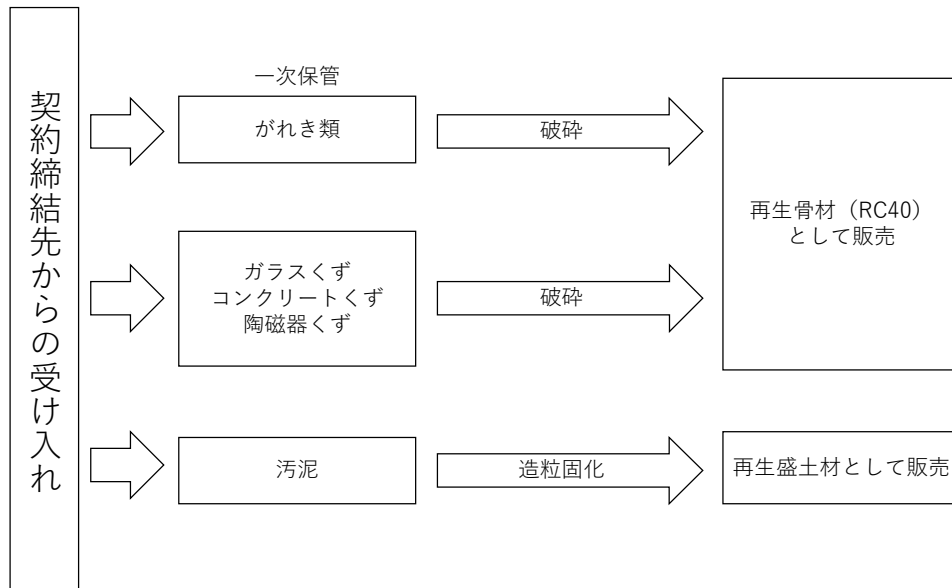 契約締結先からの受け入れ
一次保管
がれき類
破砕
再生骨材（RC40）
として販売
ガラスくず
コンクリートくず
陶磁器くず
破砕
汚泥
造粒固化
再生盛土材として販売